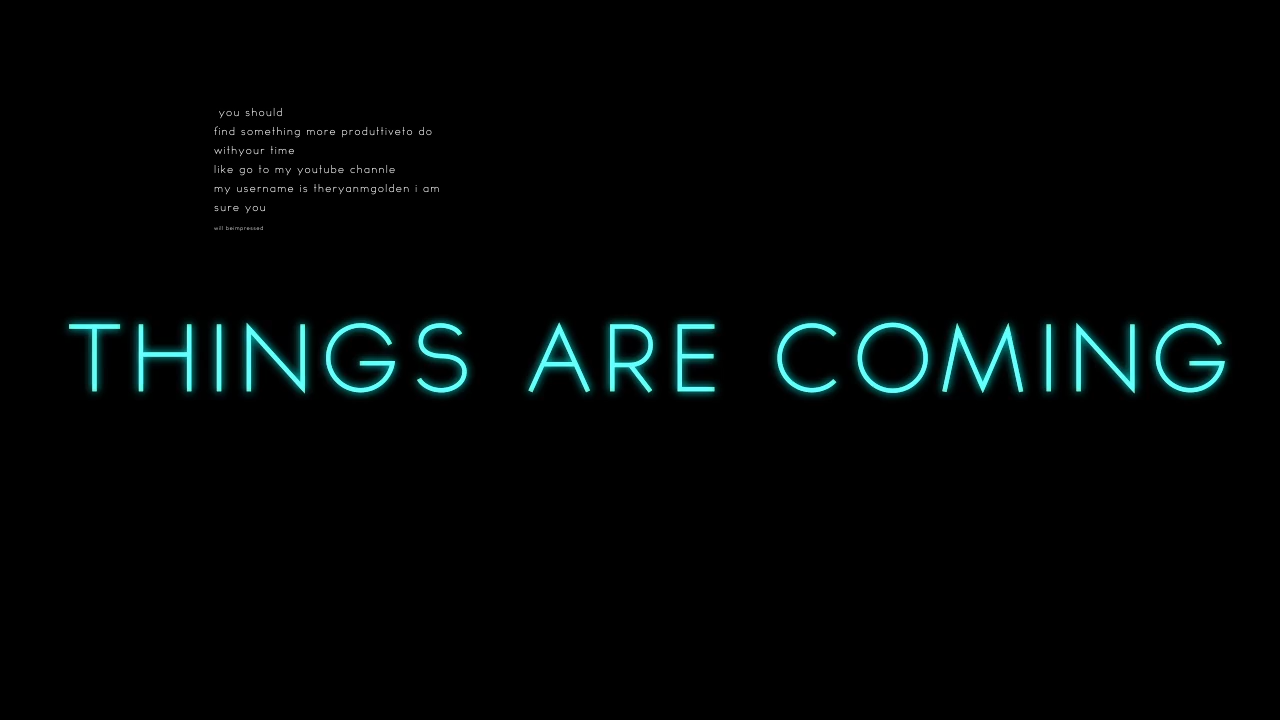 you should
find something more produttiveto do
withyour time
like go to my youtube channle
my username is theryanmgolden i am
sure you
will beimpressed
THINGS ARE COMING